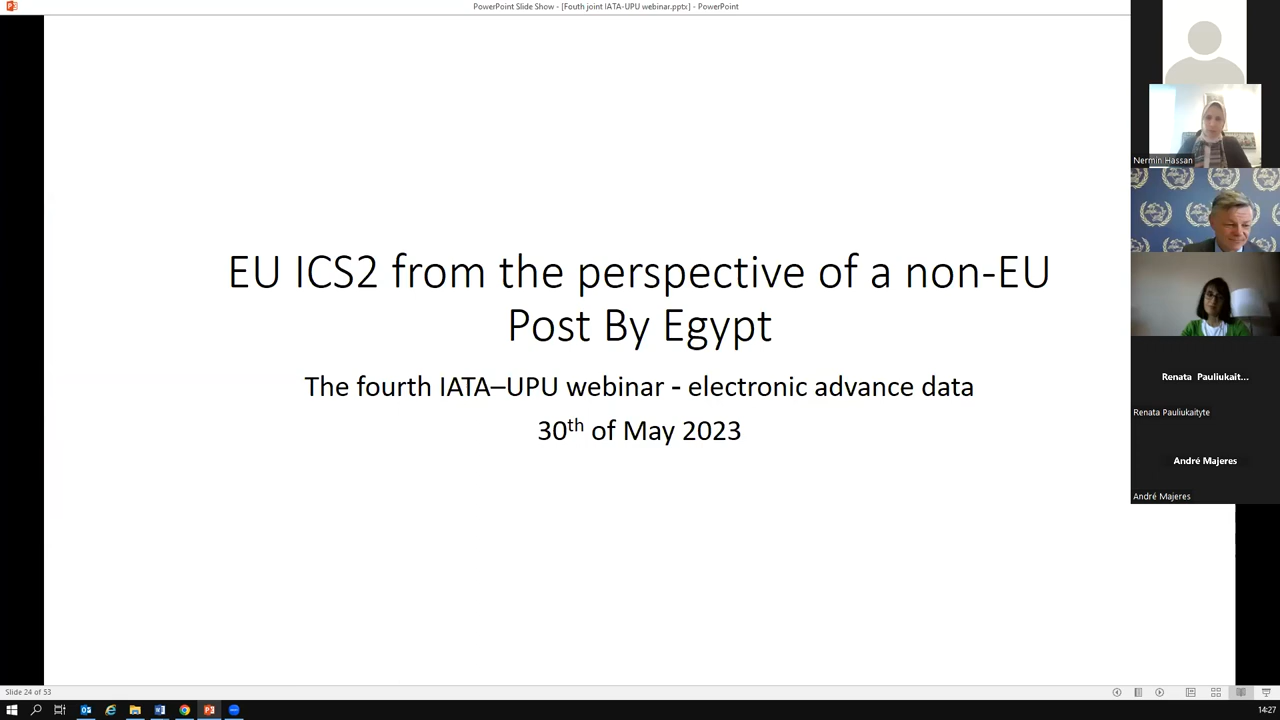 PowerPoint Slide Show - [Fouth joint IATA-UPU webinar.pptx] - PowerPoint
EU ICS2 from the perspective of a non-EU
Post By Egypt
The fourth IATA–UPU webinar - electronic advance data
30th of May 2023
Nermin Hassan
Renata Pauliukait...
Renata Pauliukaityte
André Majeres
André Majeres
Slide 24 of 53
14:27